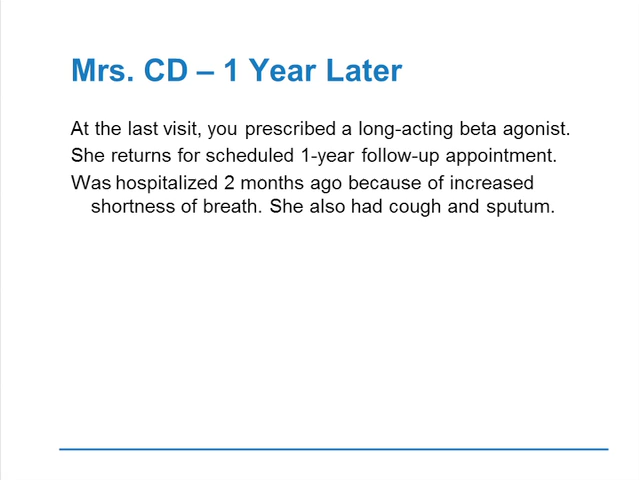 Mrs. CD – 1 Year Later
At the last visit, you prescribed a long-acting beta agonist.
She returns for scheduled 1-year follow-up appointment.
Was hospitalized 2 months ago because of increased
shortness of breath. She also had cough and sputum.